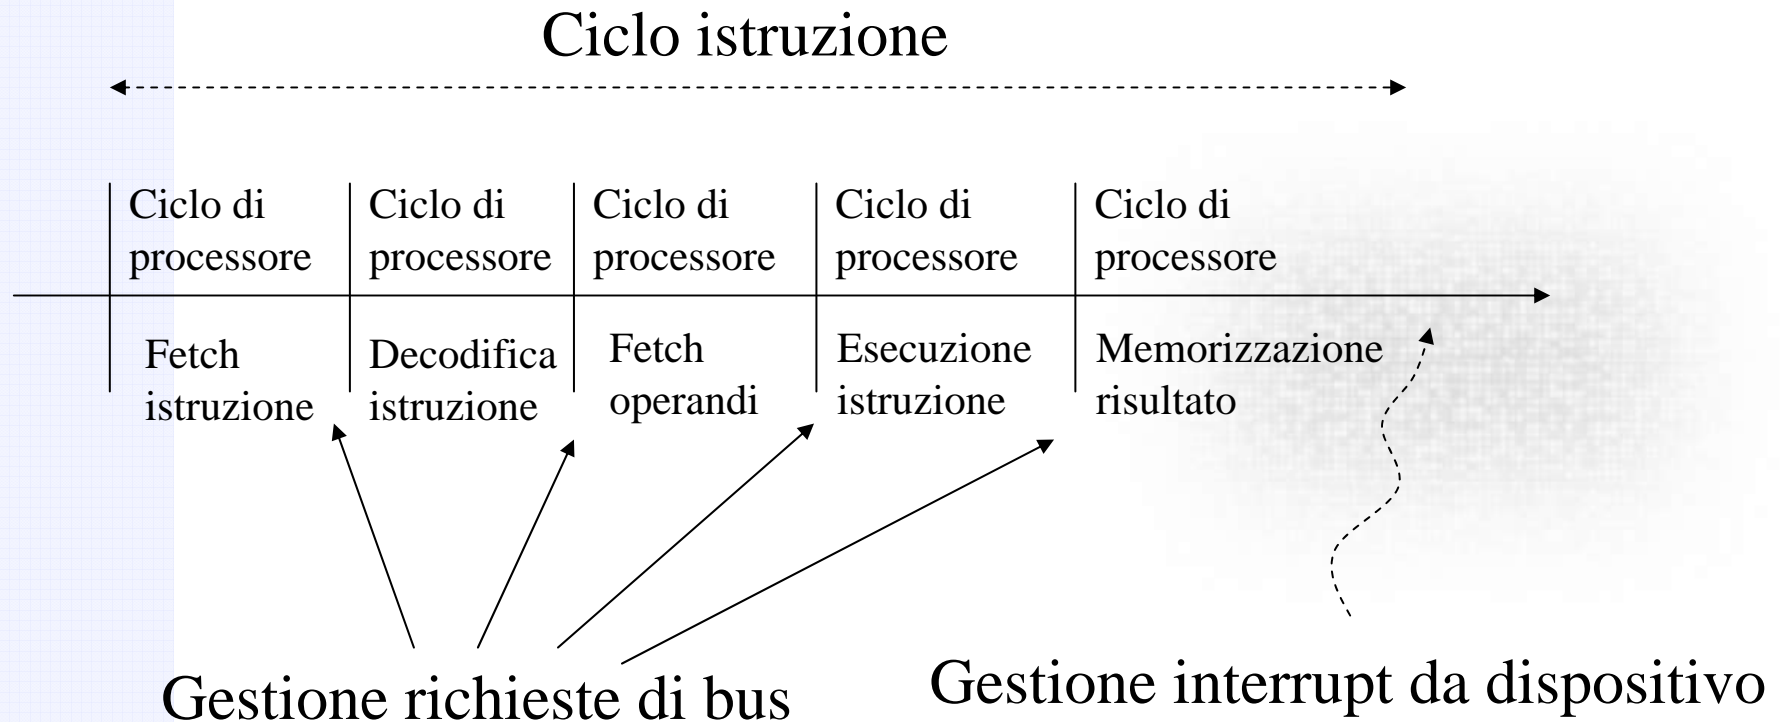 Ciclo istruzione
Ciclo di
processore
Ciclo di
processore
Ciclo di
processore
Ciclo di
processore
Ciclo di
processore
Fetch
istruzione
Decodifica
istruzione
Fetch
operandi
Esecuzione
istruzione
Memorizzazione
risultato
Gestione richieste di bus
Gestione interrupt da dispositivo